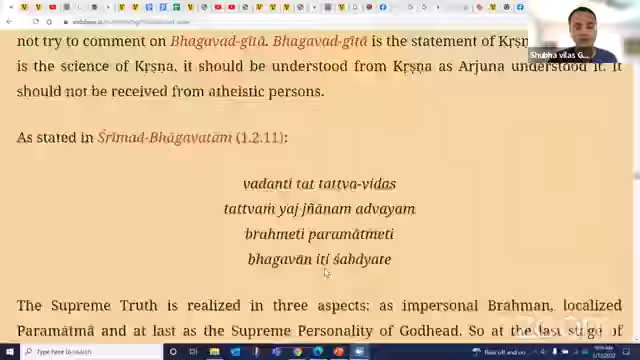 not try to comment on Bhagavad-gītā. Bhagavad-gītā is the statement of Kṛṣṇ
is the science of Kṛṣṇa, it should be understood from Kṛṣṇa as Arjuna understood it. It
should not be received from atheistic persons.
As stated in Śrīmad-Bhāgavatam (1.2.11):
vadanti tat tattva-vidas
tattvaṁ yaj jñānam advayam
brahmeti paramātmeti
bhagavān iti śabdyate
The Supreme Truth is realized in three aspects: as impersonal Brahman, localized
Paramātmā and at last as the Supreme Personality of Godhead. So at the last stage of
Shubha vilas G...
Type here to search